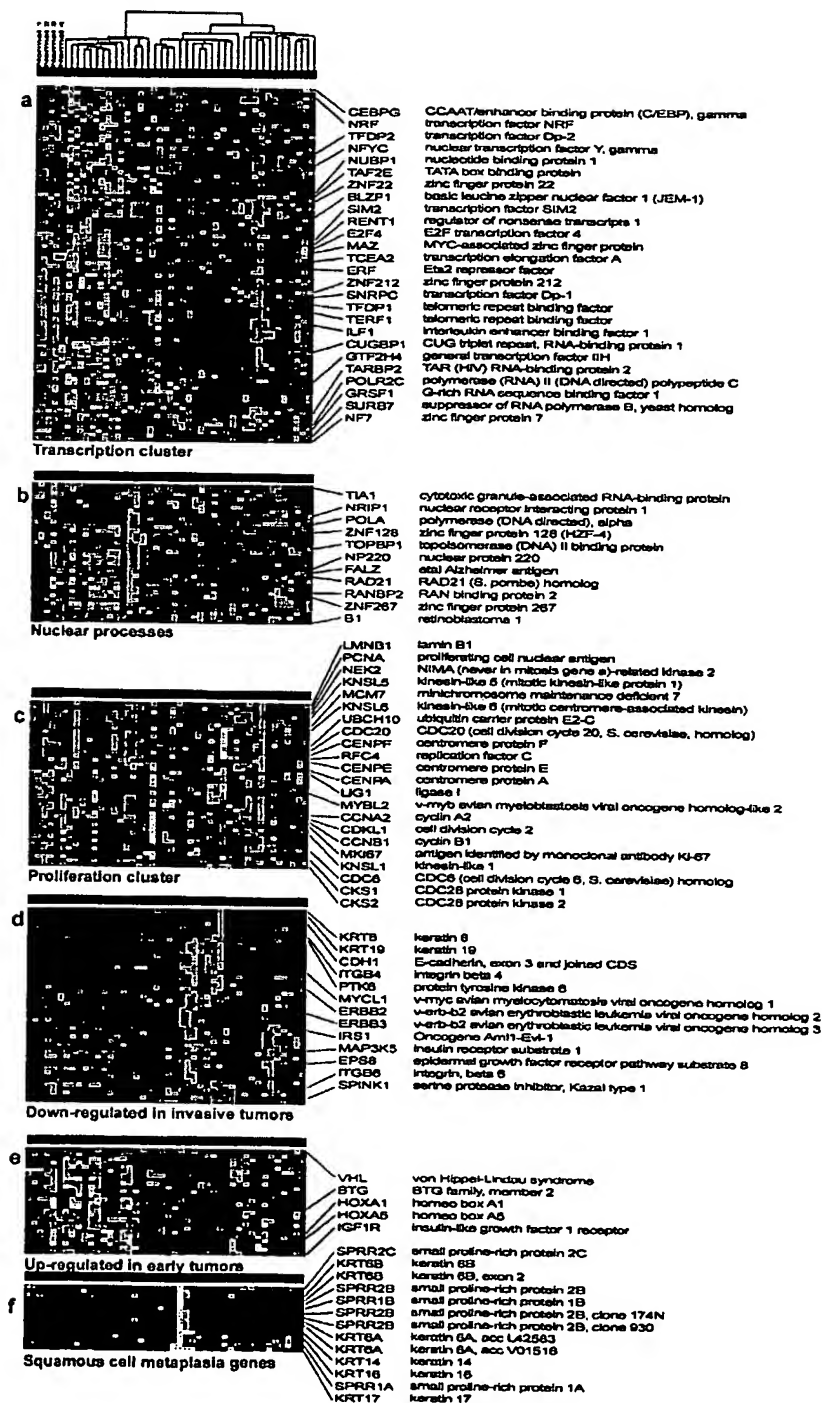 a
CEBPG CCAAT/enhancer binding protein (C/EBP), gamma
NRF transcription factor NRF
TFDP2 transcription factor Dp-2
NFYC nuclear transcription factor Y, gamma
NUBP1 nucleotide binding protein 1
TAF2E TATA box binding protein
ZNF22 zinc finger protein 22
BLZF1 basic leucine zipper nuclear factor 1 (JEM-1)
SIM2 transcription factor SIM2
RENT1 regulator of nonsense transcripts 1
E2F4 E2F transcription factor 4
MAZ MYC-associated zinc finger protein
TCEA2 transcription elongation factor A
ERF Ets2 repressor factor
ZNF212 zinc finger protein 212
SNRPC transcription factor Dp-1
TFDP1 telomeric repeat binding factor
TERF1 telomeric repeat binding factor
ILF1 interleukin enhancer binding factor 1
CUGBP1 CUG triplet repeat, RNA-binding protein 1
GTF2H4 general transcription factor IIH
TARBP2 TAR (HIV) RNA-binding protein 2
POLR2C polymerase (RNA) II (DNA directed) polypeptide C
GRSF1 G-rich RNA sequence binding factor 1
SURB7 suppressor of RNA polymerase B, yeast homolog
NF7 zinc finger protein 7
Transcription cluster
b
TIA1 cytotoxic granule-associated RNA-binding protein
NRIP1 nuclear receptor interacting protein 1
POLA polymerase (DNA directed), alpha
ZNF128 zinc finger protein 128 (HZF-4)
TOPBP1 topoisomerase (DNA) II binding protein
NP220 nuclear protein 220
FALZ etal Alzheimer antigen
RAD21 RAD21 (S. pombe) homolog
RANBP2 RAN binding protein 2
ZNF267 zinc finger protein 267
B1 retinoblastoma 1
Nuclear processes
c
LMNB1 lamin B1
PCNA proliferating cell nuclear antigen
NEK2 NIMA (never in mitosis gene a)-related kinase 2
KNSL5 kinesin-like 5 (mitotic kinesin-like protein 1)
MCM7 minichromosome maintenance deficient 7
KNSL6 kinesin-like 6 (mitotic centromere-associated kinesin)
UBCH10 ubiquitin carrier protein E2-C
CDC20 CDC20 (cell division cycle 20, S. cerevisiae, homolog)
CENPF centromere protein F
RFC4 replication factor C
CENPE centromere protein E
CENPA centromere protein A
LIG1 ligase I
MYBL2 v-myb avian myeloblastosis viral oncogene homolog-like 2
CCNA2 cyclin A2
CDKL1 cell division cycle 2
CCNB1 cyclin B1
MKI67 antigen identified by monoclonal antibody Ki-67
KNSL1 kinesin-like 1
CDC6 CDC6 (cell division cycle 6, S. cerevisiae) homolog
CKS1 CDC28 protein kinase 1
CKS2 CDC28 protein kinase 2
Proliferation cluster
d
KRT8 keratin 8
KRT19 keratin 19
CDH1 E-cadherin, exon 3 and joined CDS
ITGB4 integrin beta 4
PTK6 protein tyrosine kinase 6
MYCL1 v-myc avian myelocytomatosis viral oncogene homolog 1
ERBB2 v-erb-b2 avian erythroblastic leukemia viral oncogene homolog 2
ERBB3 v-erb-b2 avian erythroblastic leukemia viral oncogene homolog 3
IRS1 Oncogene Aml1-Evi-1
MAP3K5 insulin receptor substrate 1
EPS8 epidermal growth factor receptor pathway substrate 8
ITGB6 integrin, beta 6
SPINK1 serine protease inhibitor, Kazal type 1
Down-regulated in invasive tumors
e
VHL von Hippel-Lindau syndrome
BTG BTG family, member 2
HOXA1 homeo box A1
HOXA5 homeo box A5
IGF1R insulin-like growth factor 1 receptor
Up-regulated in early tumors
f
SPRR2C small proline-rich protein 2C
KRT6B keratin 6B
KRT6B keratin 6B, exon 2
SPRR2B small proline-rich protein 2B
SPRR1B small proline-rich protein 1B
SPRR2B small proline-rich protein 2B, clone 174N
SPRR2B small proline-rich protein 2B, clone 930
KRT6A keratin 6A, acc L42583
KRT6A keratin 6A, acc V01516
KRT14 keratin 14
KRT16 keratin 16
SPRR1A small proline-rich protein 1A
KRT17 keratin 17
Squamous cell metaplasia genes